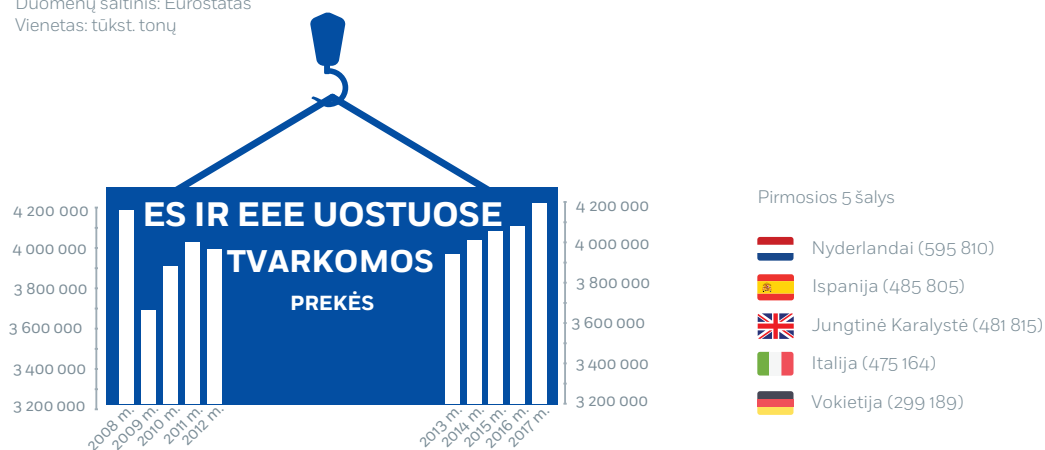 Duomenų šaltinis: Eurostatas
Vienetas: tūkst. tonų
ES IR EEE UOSTUOSE
TVARKOMOS
PREKĖS
4 200 000
4 000 000
3 800 000
3 600 000
3 400 000
3 200 000
2008 m.
2009 m.
2010 m.
2011 m.
2012 m.
2013 m.
2014 m.
2015 m.
2016 m.
2017 m.
4 200 000
4 000 000
3 800 000
3 600 000
3 400 000
3 200 000
Pirmosios 5 šalys
Nyderlandai (595 810)
Ispanija (485 805)
Jungtinė Karalystė (481 815)
Italija (475 164)
Vokietija (299 189)